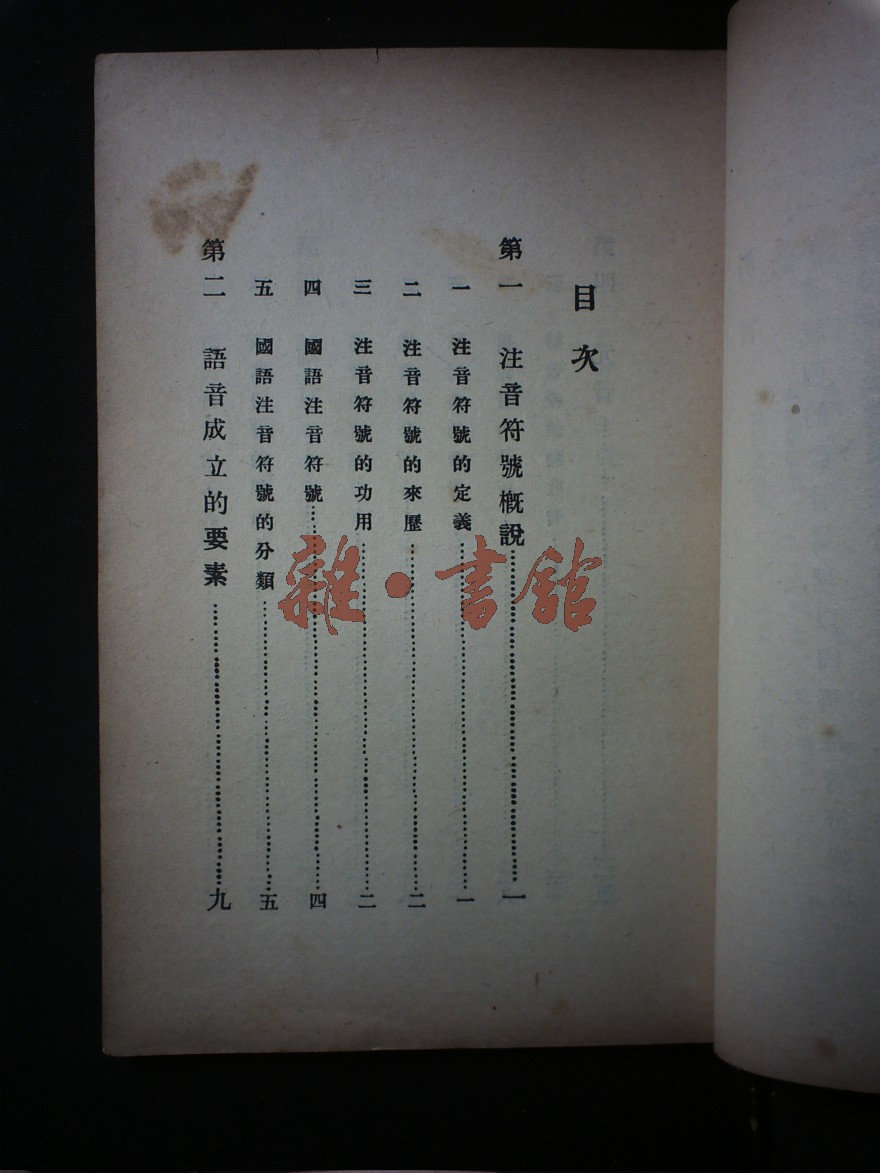 目次
第一 注音符號概說……一
一 注音符號的定義……一
二 注音符號的來歷……二
三 注音符號的功用……二
四 國語注音符號……四
五 國語注音符號的分類……五
第二 語音成立的要素……九
雜·書館